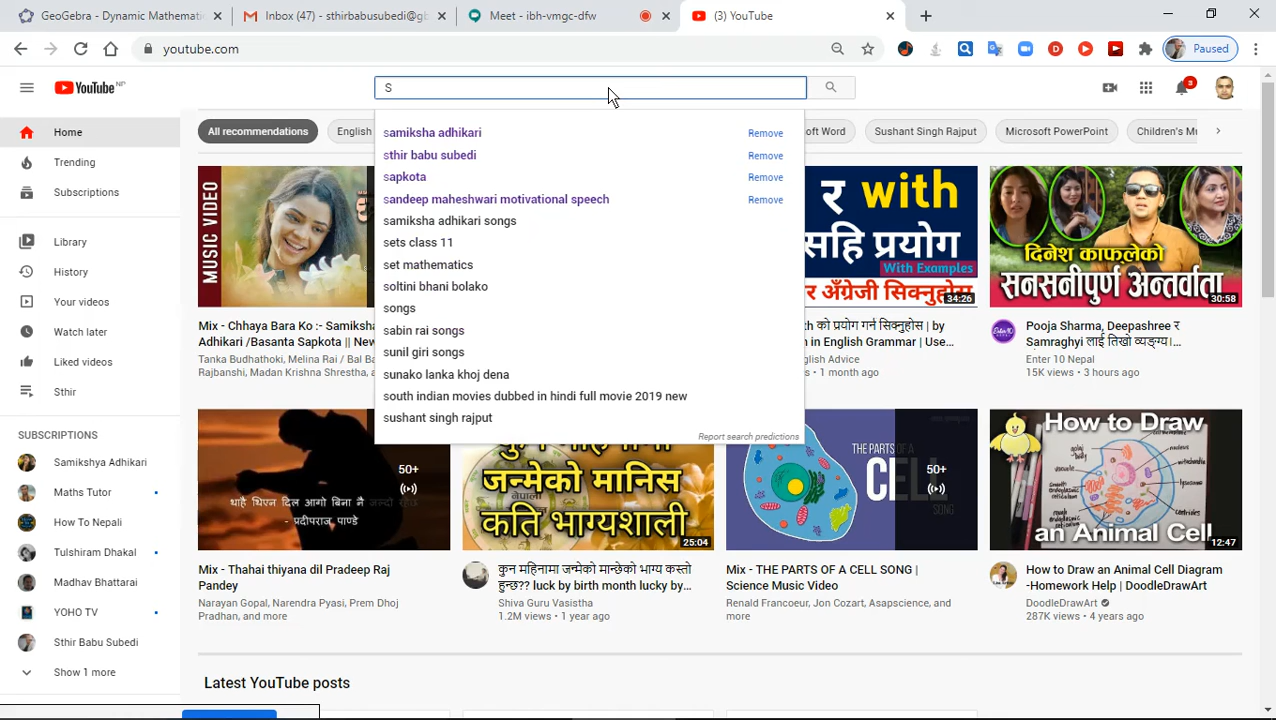 GeoGebra - Dynamic Mathematic
Inbox (47) - sthirbabusubedi@gb
Meet - ibh-vmgc-dfw
(3) YouTube
youtube.com
Paused
YouTube NP
S
3
Home
Trending
Subscriptions
Library
History
Your videos
Watch later
Liked videos
Sthir
SUBSCRIPTIONS
Samikshya Adhikari
Maths Tutor
How To Nepali
Tulshiram Dhakal
Madhav Bhattarai
YOHO TV
Sthir Babu Subedi
Show 1 more
All recommendations
English
oft Word
Sushant Singh Rajput
Microsoft PowerPoint
Children's Mu
samiksha adhikari Remove
sthir babu subedi Remove
sapkota Remove
sandeep maheshwari motivational speech Remove
samiksha adhikari songs
sets class 11
set mathematics
soltini bhani bolako
songs
sabin rai songs
sunil giri songs
sunako lanka khoj dena
south indian movies dubbed in hindi full movie 2019 new
sushant singh rajput
Report search predictions
MUSIC VIDEO
Mix - Chhaya Bara Ko :- Samiksha
Adhikari /Basanta Sapkota || New
Tanka Budhathoki, Melina Rai / Bal Ba
Rajbanshi, Madan Krishna Shrestha, a
र with
सहि प्रयोग
With Examples
अँग्रेजी सिक्नुहोस
34:26
th को प्रयोग गर्न सिक्नुहोस | by
n in English Grammar | Use...
English Advice
s • 1 month ago
दिनेश काफ्लेको
सनसनीपूर्ण अन्तर्वार्ता
30:58
Pooja Sharma, Deepashree र
Samraghyi लाई तिखो व्यङ्ग्य।...
Enter 10 Nepal
15K views • 3 hours ago
थाहै थिएन दिल आगो बिना नै जल्दो रहेछ
- प्रदीपराज पाण्डे
50+
Mix - Thahai thiyana dil Pradeep Raj
Pandey
Narayan Gopal, Narendra Pyasi, Prem Dhoj
Pradhan, and more
जन्मेको मानिस
कति भाग्यशाली
25:04
कुन महिनामा जन्मेको मान्छेको भाग्य कस्तो
हुन्छ?? luck by birth month lucky by...
Shiva Guru Vasistha
1.2M views • 1 year ago
THE PARTS OF A
CELL
SONG
50+
Mix - THE PARTS OF A CELL SONG |
Science Music Video
Renald Francoeur, Jon Cozart, Asapscience, and
more
How to Draw
an Animal Cell
12:47
How to Draw an Animal Cell Diagram
-Homework Help | DoodleDrawArt
DoodleDrawArt
287K views • 4 years ago
Latest YouTube posts